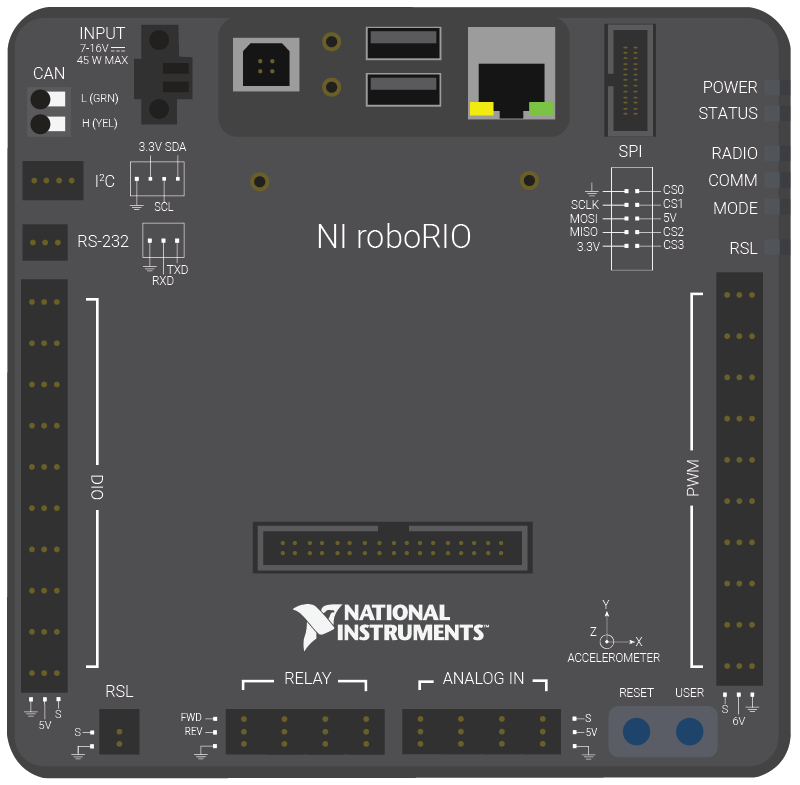 INPUT
7-16V
45 W MAX
CAN
L (GRN)
H (YEL)
3.3V SDA
I²C
SCL
RS-232
TXD
RXD
NI roboRIO
SPI
CS0
SCLK
CS1
MOSI
5V
MISO
CS2
3.3V
CS3
POWER
STATUS
RADIO
COMM
MODE
RSL
DIO
PWM
NATIONAL
INSTRUMENTS™
Y
Z
X
ACCELEROMETER
S
5V
RSL
S
RELAY
FWD
REV
ANALOG IN
S
5V
RESET
USER
S
6V